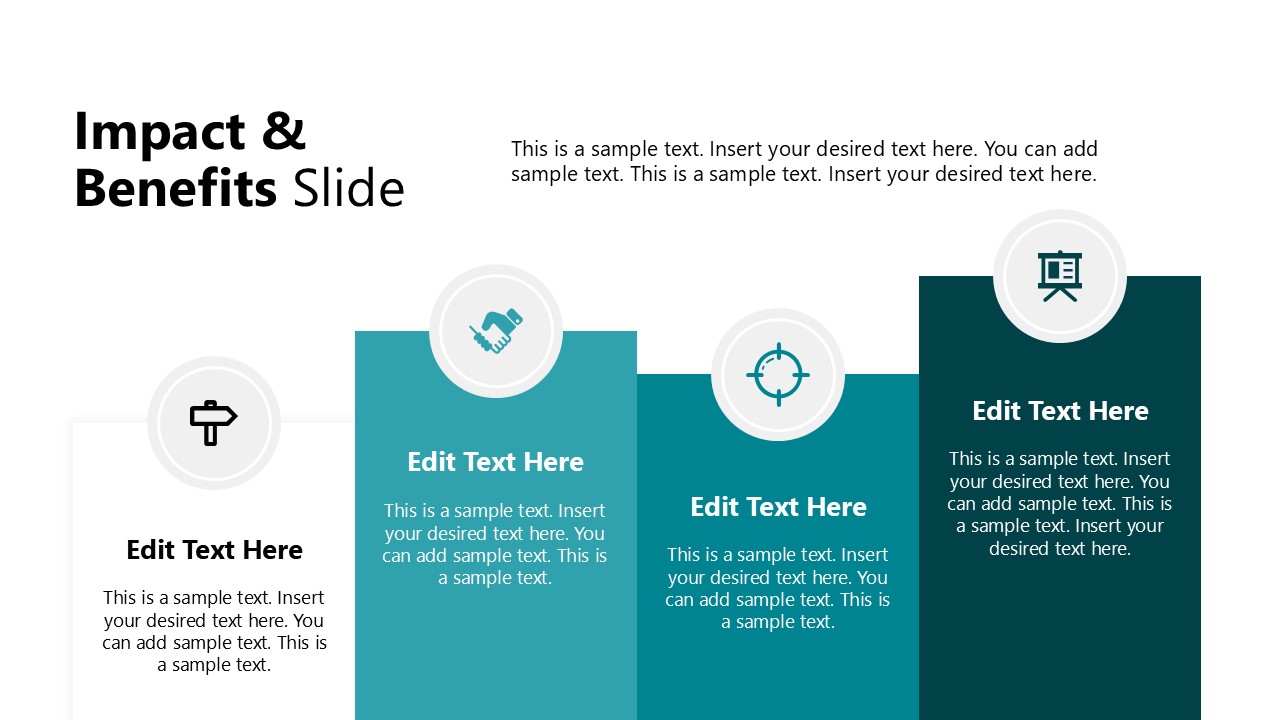 Impact &
Benefits Slide
This is a sample text. Insert your desired text here. You can add
sample text. This is a sample text. Insert your desired text here.
Edit Text Here
This is a sample text. Insert
your desired text here. You
can add sample text. This is
a sample text.
Edit Text Here
This is a sample text. Insert
your desired text here. You
can add sample text. This is
a sample text.
Edit Text Here
This is a sample text. Insert
your desired text here. You
can add sample text. This is
a sample text.
Edit Text Here
This is a sample text. Insert
your desired text here. You
can add sample text. This is
a sample text. Insert your
desired text here.